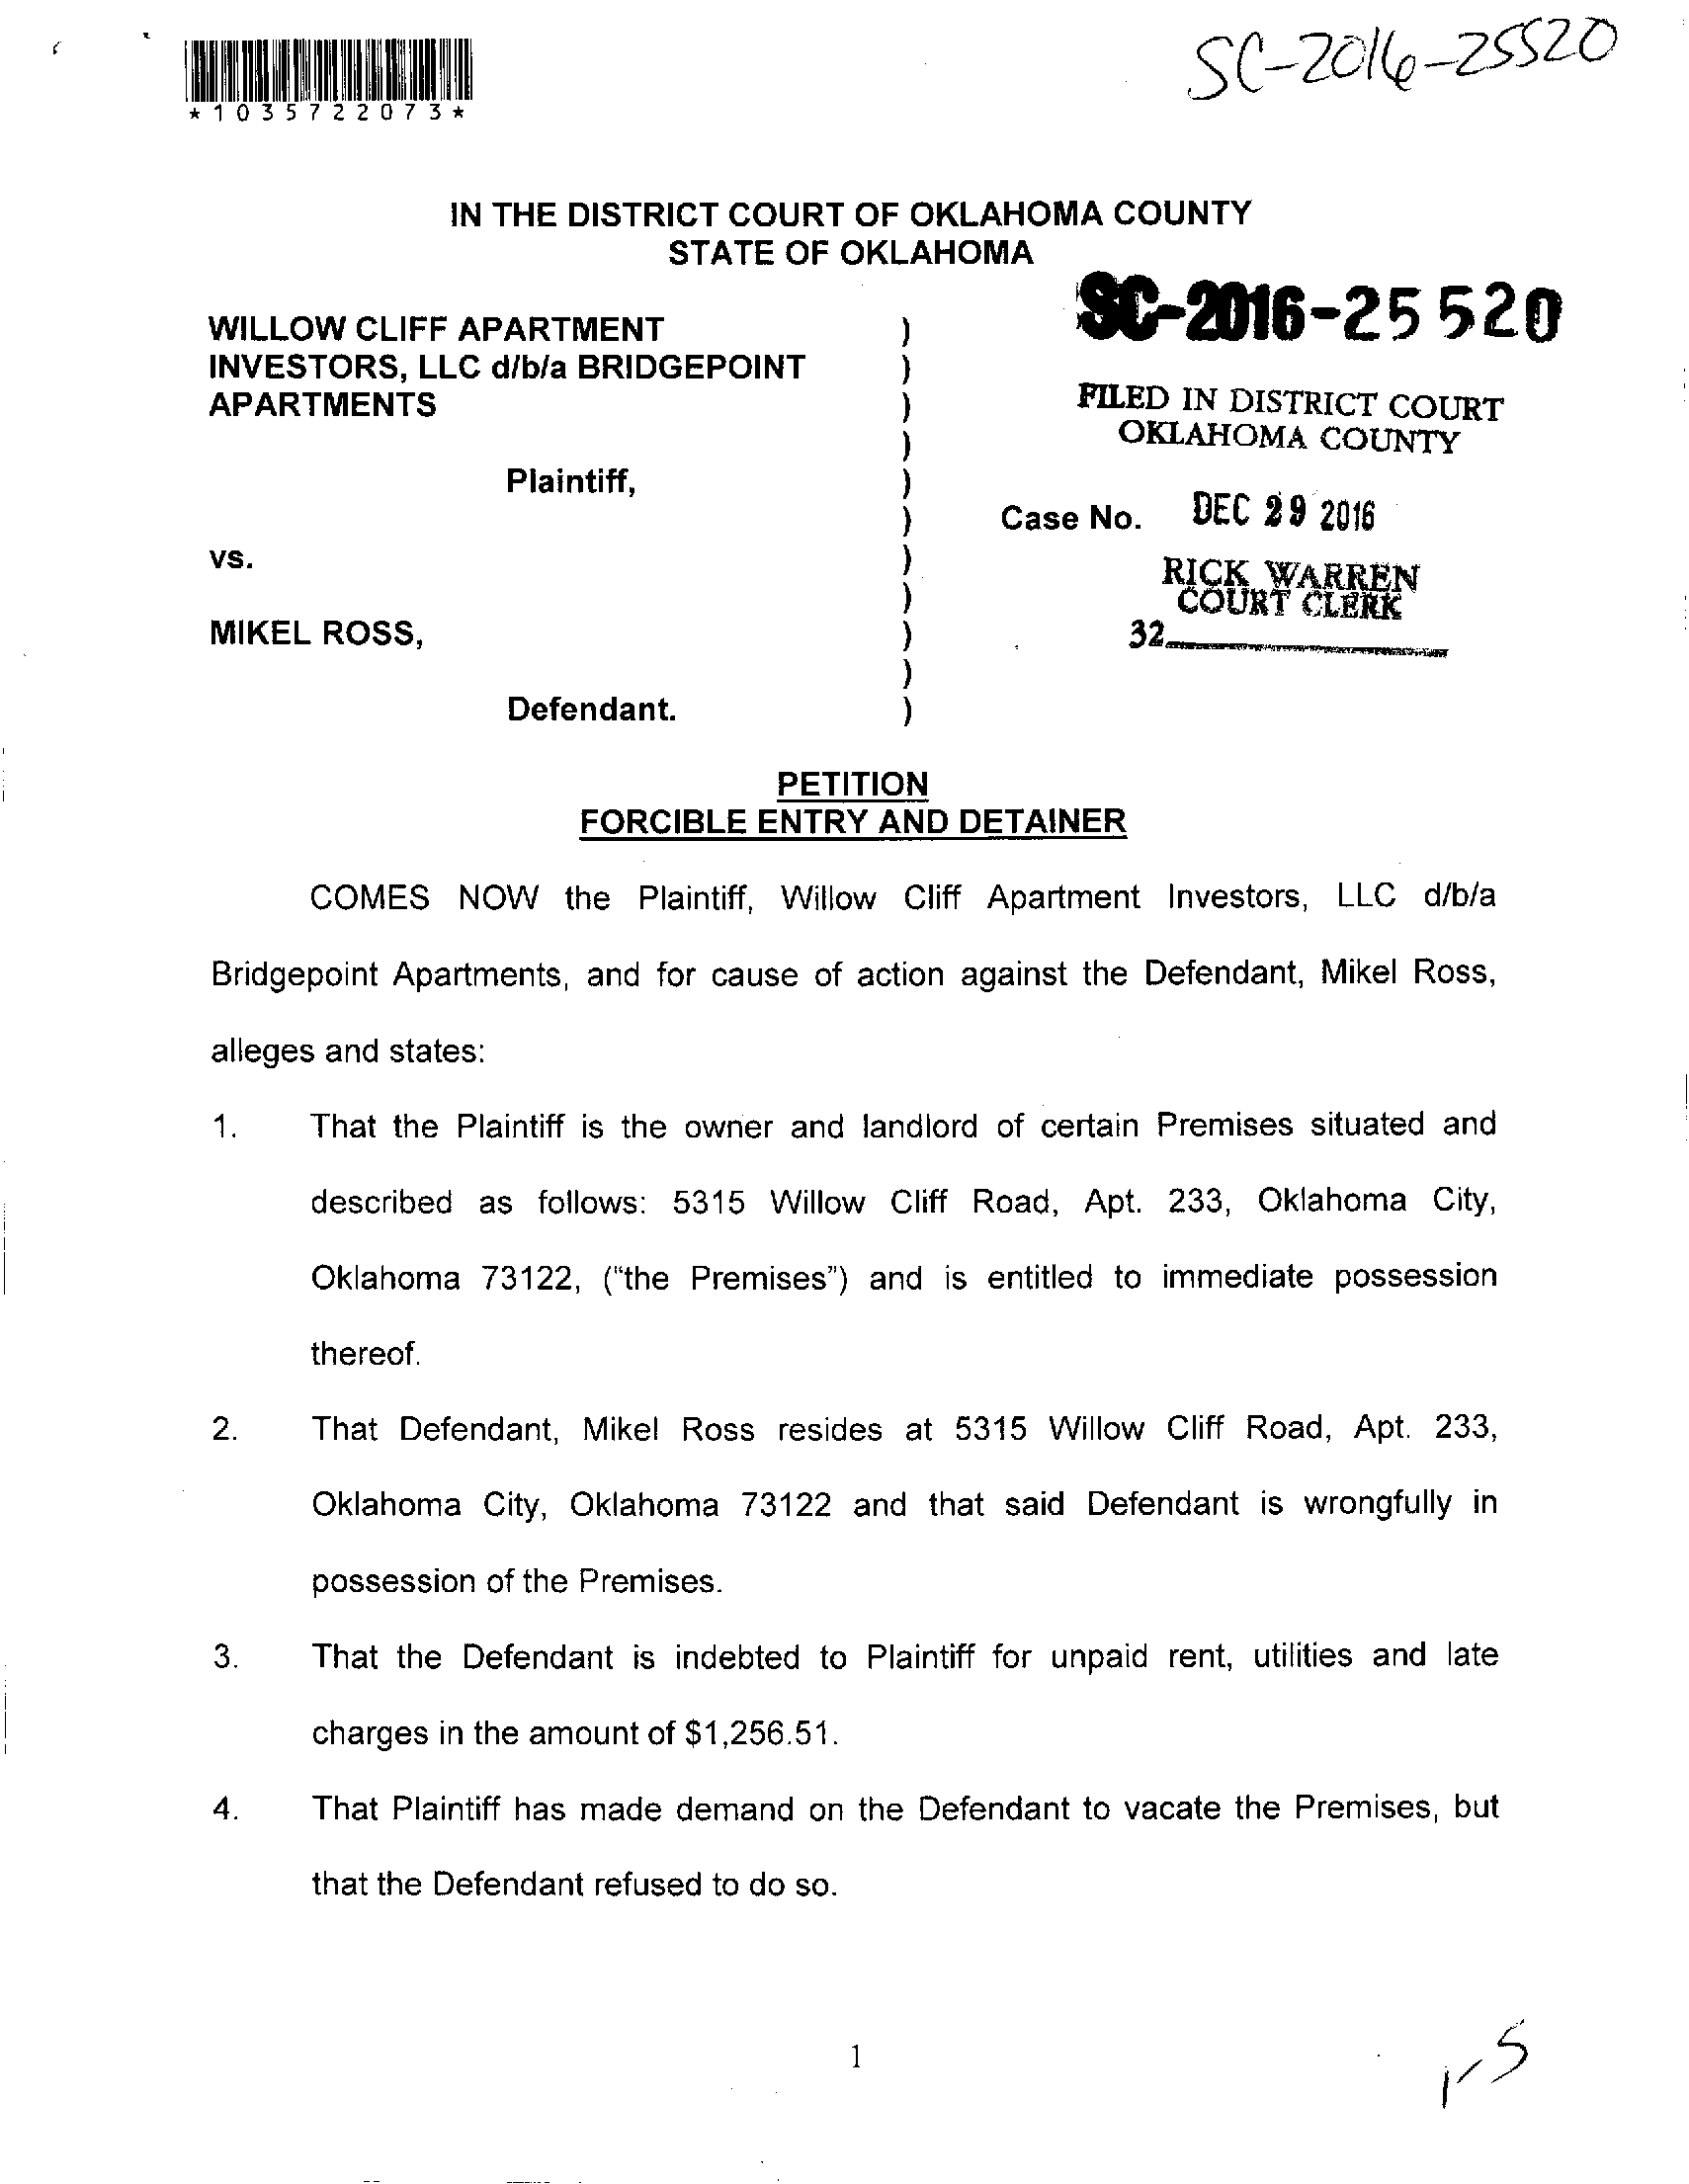 SC-2016-25520
*1035722073*
IN THE DISTRICT COURT OF OKLAHOMA COUNTY
STATE OF OKLAHOMA
WILLOW CLIFF APARTMENT )
INVESTORS, LLC d/b/a BRIDGEPOINT )
APARTMENTS )
)
Plaintiff, )
)
vs. )
)
MIKEL ROSS, )
)
Defendant. )
SC-2016-25520
FILED IN DISTRICT COURT
OKLAHOMA COUNTY
Case No. DEC 29 2016
RICK WARREN
COURT CLERK
32
PETITION
FORCIBLE ENTRY AND DETAINER
COMES NOW the Plaintiff, Willow Cliff Apartment Investors, LLC d/b/a
Bridgepoint Apartments, and for cause of action against the Defendant, Mikel Ross,
alleges and states:
1. That the Plaintiff is the owner and landlord of certain Premises situated and
described as follows: 5315 Willow Cliff Road, Apt. 233, Oklahoma City,
Oklahoma 73122, ("the Premises") and is entitled to immediate possession
thereof.
2. That Defendant, Mikel Ross resides at 5315 Willow Cliff Road, Apt. 233,
Oklahoma City, Oklahoma 73122 and that said Defendant is wrongfully in
possession of the Premises.
3. That the Defendant is indebted to Plaintiff for unpaid rent, utilities and late
charges in the amount of $1,256.51.
4. That Plaintiff has made demand on the Defendant to vacate the Premises, but
that the Defendant refused to do so.
1